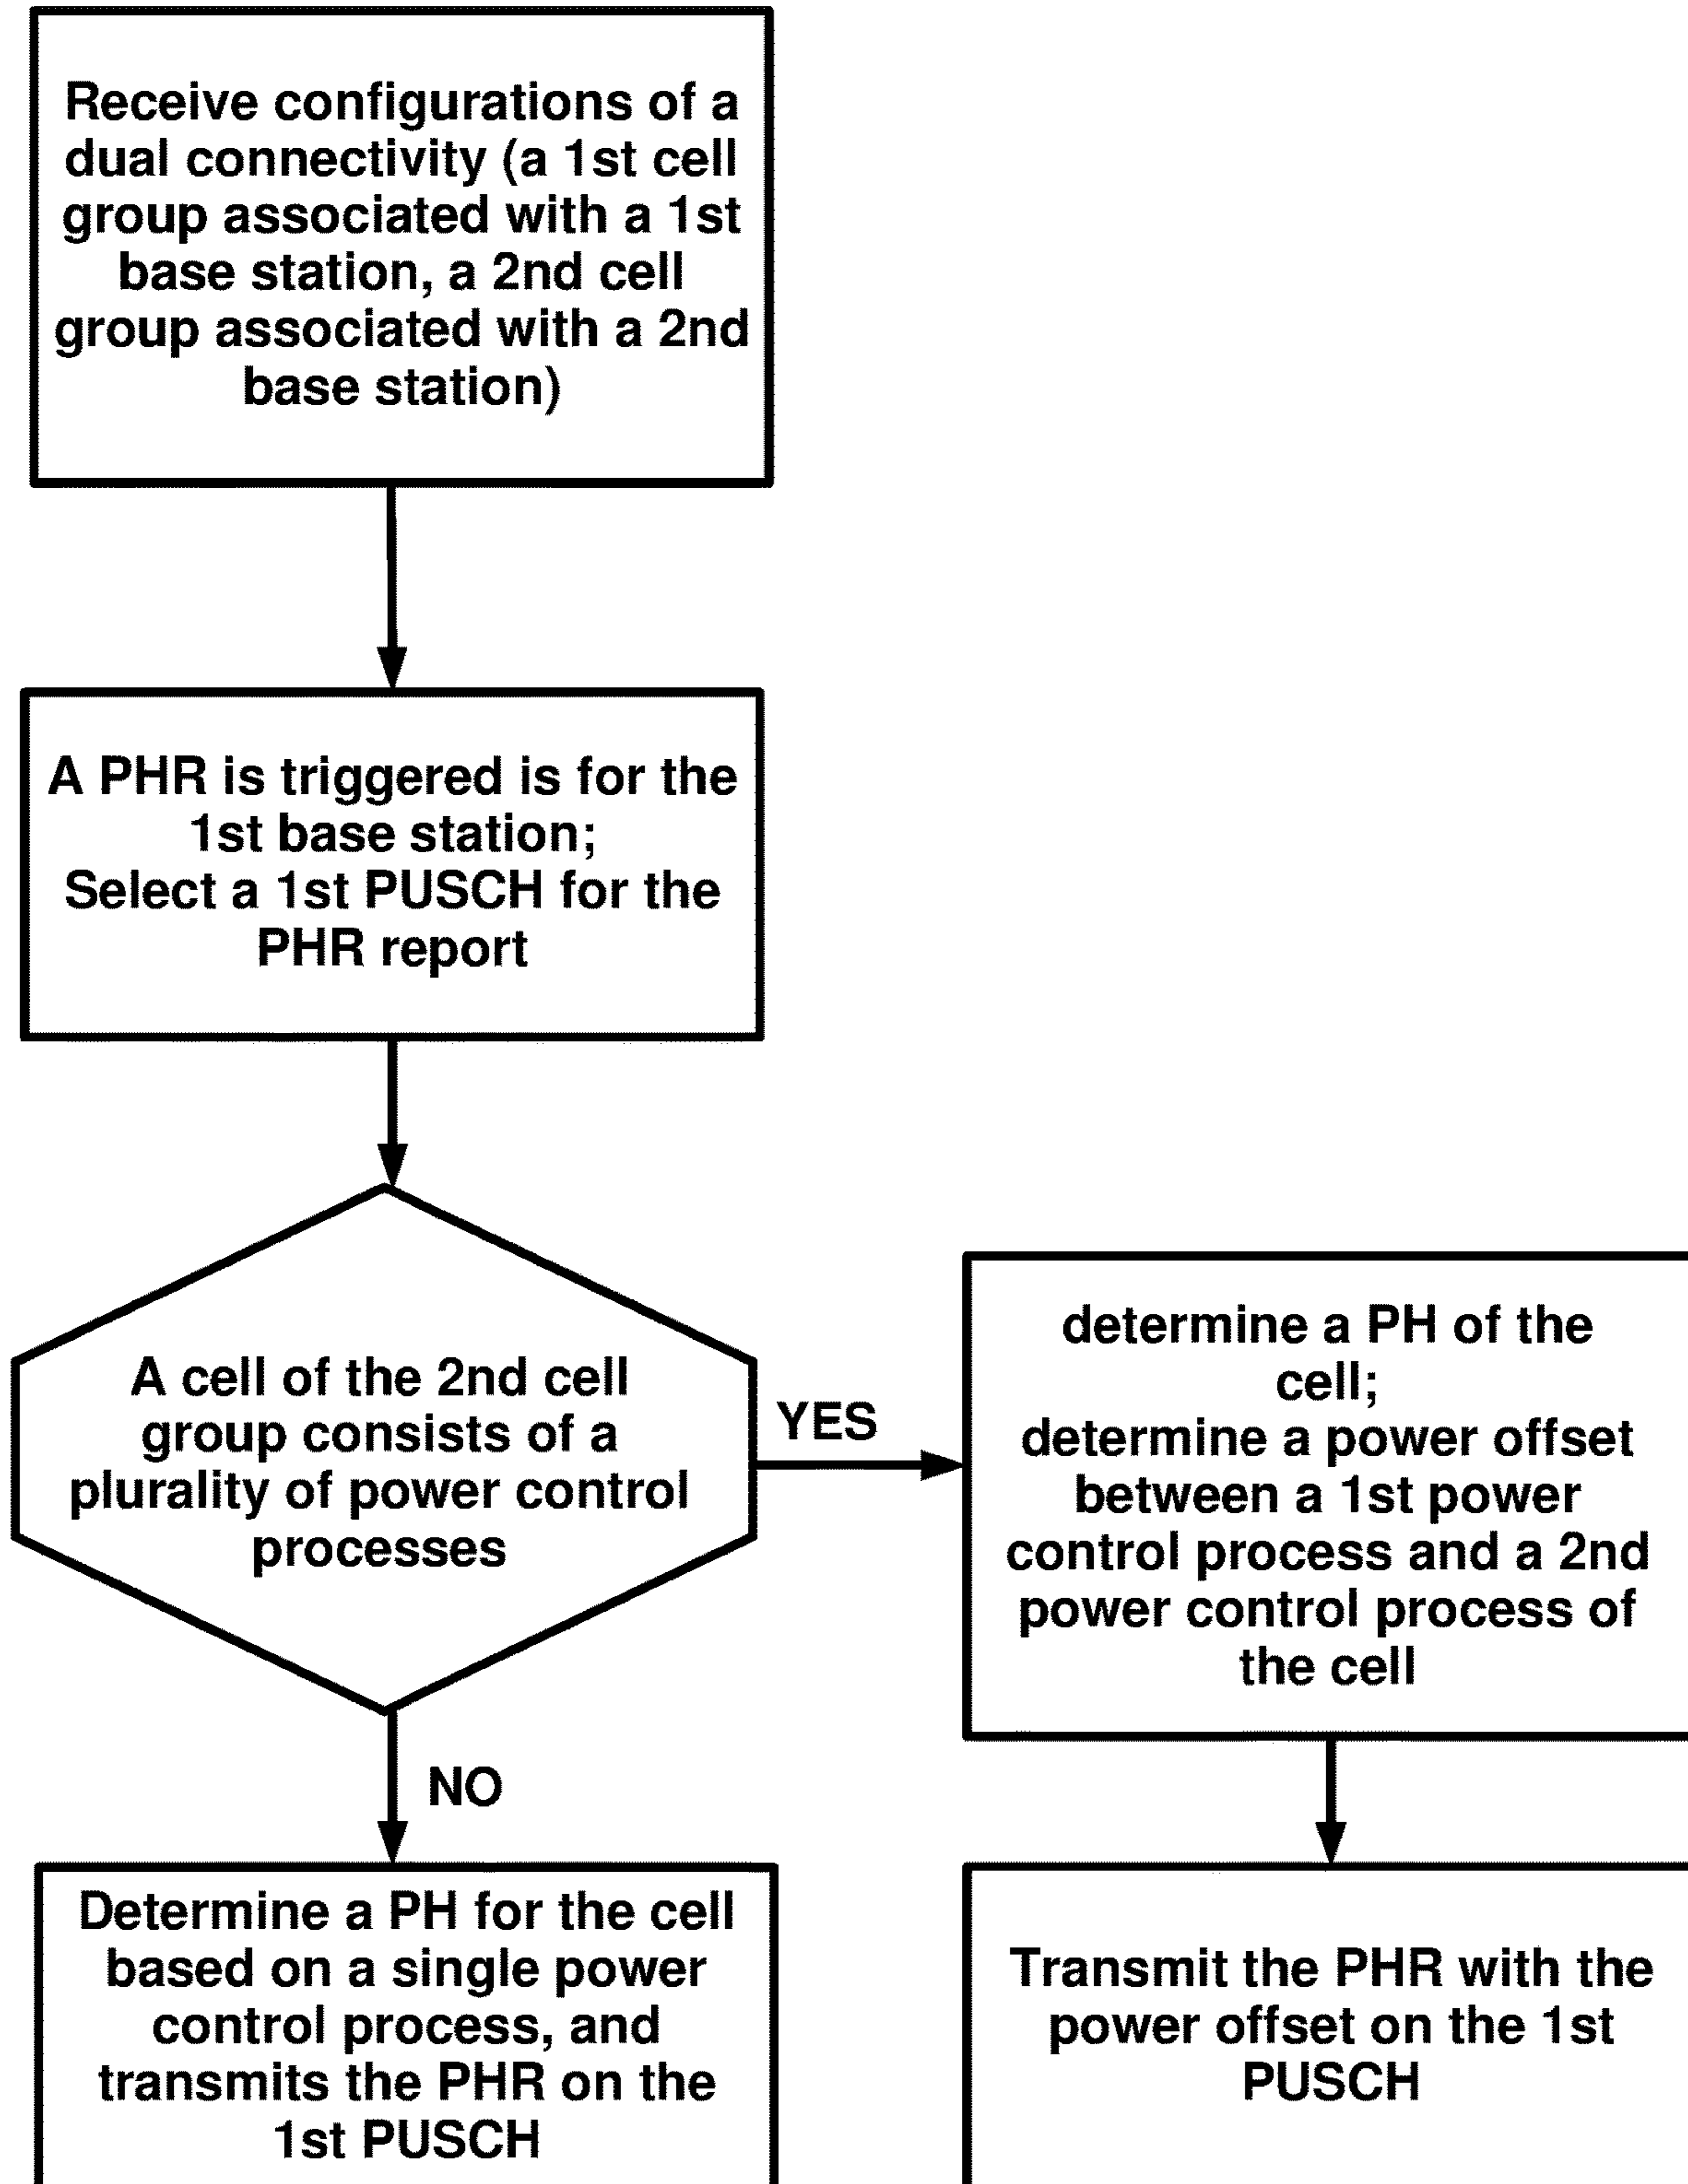 Receive configurations of a
dual connectivity (a 1st cell
group associated with a 1st
base station, a 2nd cell
group associated with a 2nd
base station)
A PHR is triggered is for the
1st base station;
Select a 1st PUSCH for the
PHR report
A cell of the 2nd cell
group consists of a
plurality of power control
processes
YES
determine a PH of the
cell;
determine a power offset
between a 1st power
control process and a 2nd
power control process of
the cell
NO
Determine a PH for the cell
based on a single power
control process, and
transmits the PHR on the
1st PUSCH
Transmit the PHR with the
power offset on the 1st
PUSCH